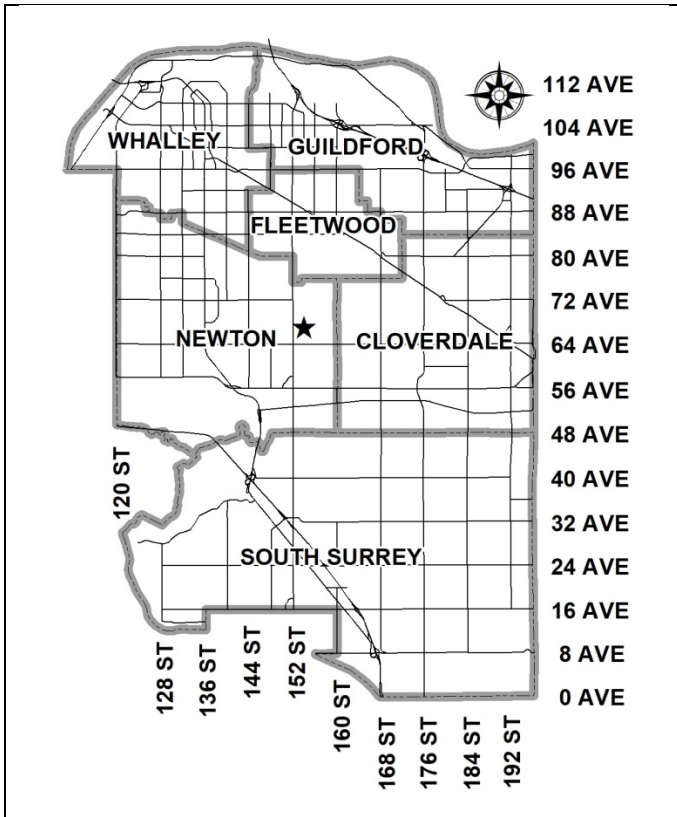 112 AVE
104 AVE
WHALLEY
GUILDFORD
96 AVE
88 AVE
FLEETWOOD
80 AVE
72 AVE
NEWTON
CLOVERDALE
64 AVE
56 AVE
48 AVE
120 ST
40 AVE
32 AVE
SOUTH SURREY
24 AVE
16 AVE
128 ST
136 ST
144 ST
152 ST
8 AVE
160 ST
0 AVE
168 ST
176 ST
184 ST
192 ST